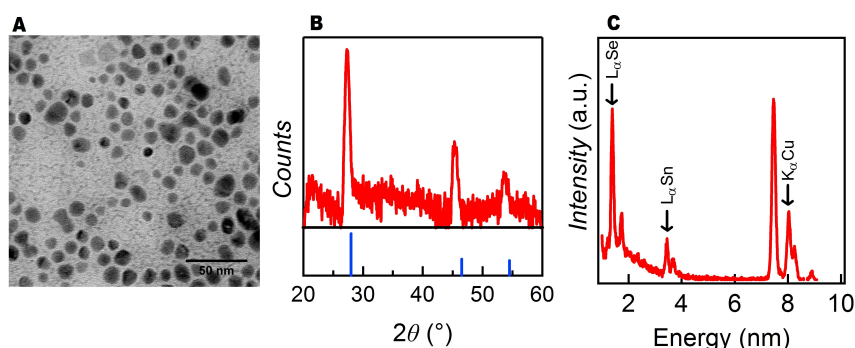 A
50 nm
B
Counts
20 30 40 50 60
2θ (°)
C
Intensity (a.u.)
LαSe
LαSn
KαCu
2 4 6 8 10
Energy (nm)